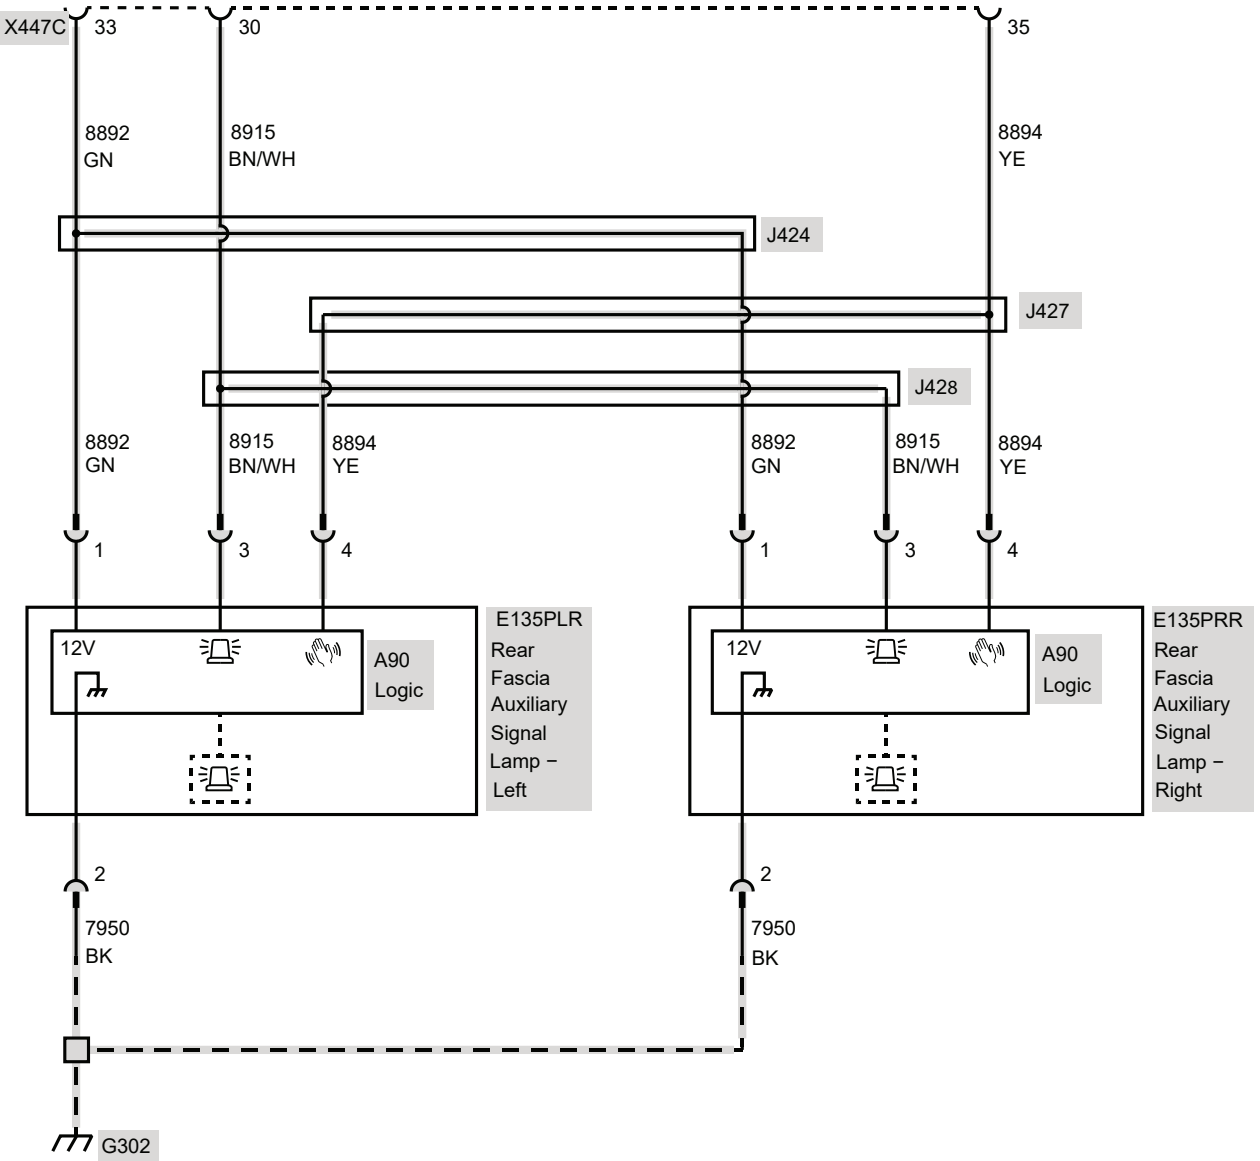 X447C 33 30 35
8892 8915 8894
GN BN/WH YE
J424
J427
J428
8892 8915 8894 8892 8915 8894
GN BN/WH YE GN BN/WH YE
1 3 4 1 3 4
E135PLR
Rear
Fascia
Auxiliary
Signal
Lamp –
Left
12V
A90
Logic
E135PRR
Rear
Fascia
Auxiliary
Signal
Lamp –
Right
12V
A90
Logic
2 2
7950 7950
BK BK
G302